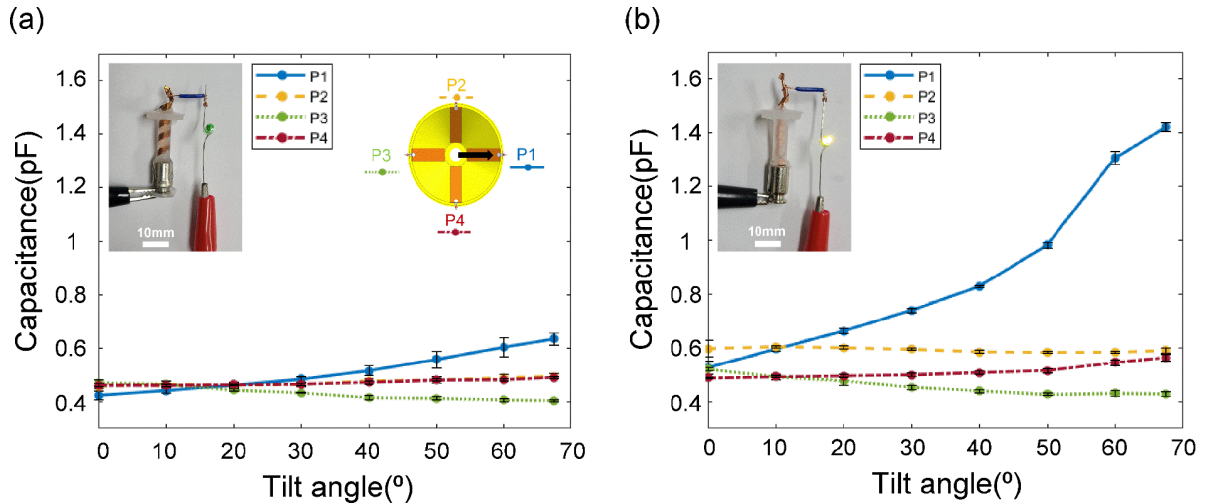 (a)
1.6
1.4
1.2
1
0.8
0.6
0.4
Capacitance(pF)
10mm
P1
P2
P3
P4
P2
P3
P1
P4
0 10 20 30 40 50 60 70
Tilt angle(º)
(b)
1.6
1.4
1.2
1
0.8
0.6
0.4
Capacitance(pF)
10mm
P1
P2
P3
P4
0 10 20 30 40 50 60 70
Tilt angle(º)